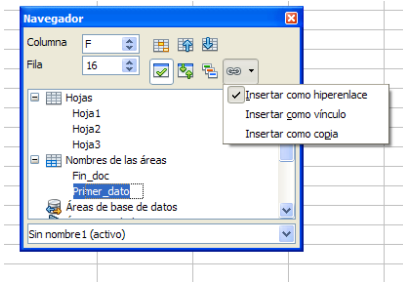 Navegador
Columna F
Fila 16
Insertar como hiperenlace
Insertar como vínculo
Insertar como copia
Hojas
Hoja1
Hoja2
Hoja3
Nombres de las áreas
Fin_doc
Primer_dato
Áreas de base de datos
Sin nombre1 (activo)